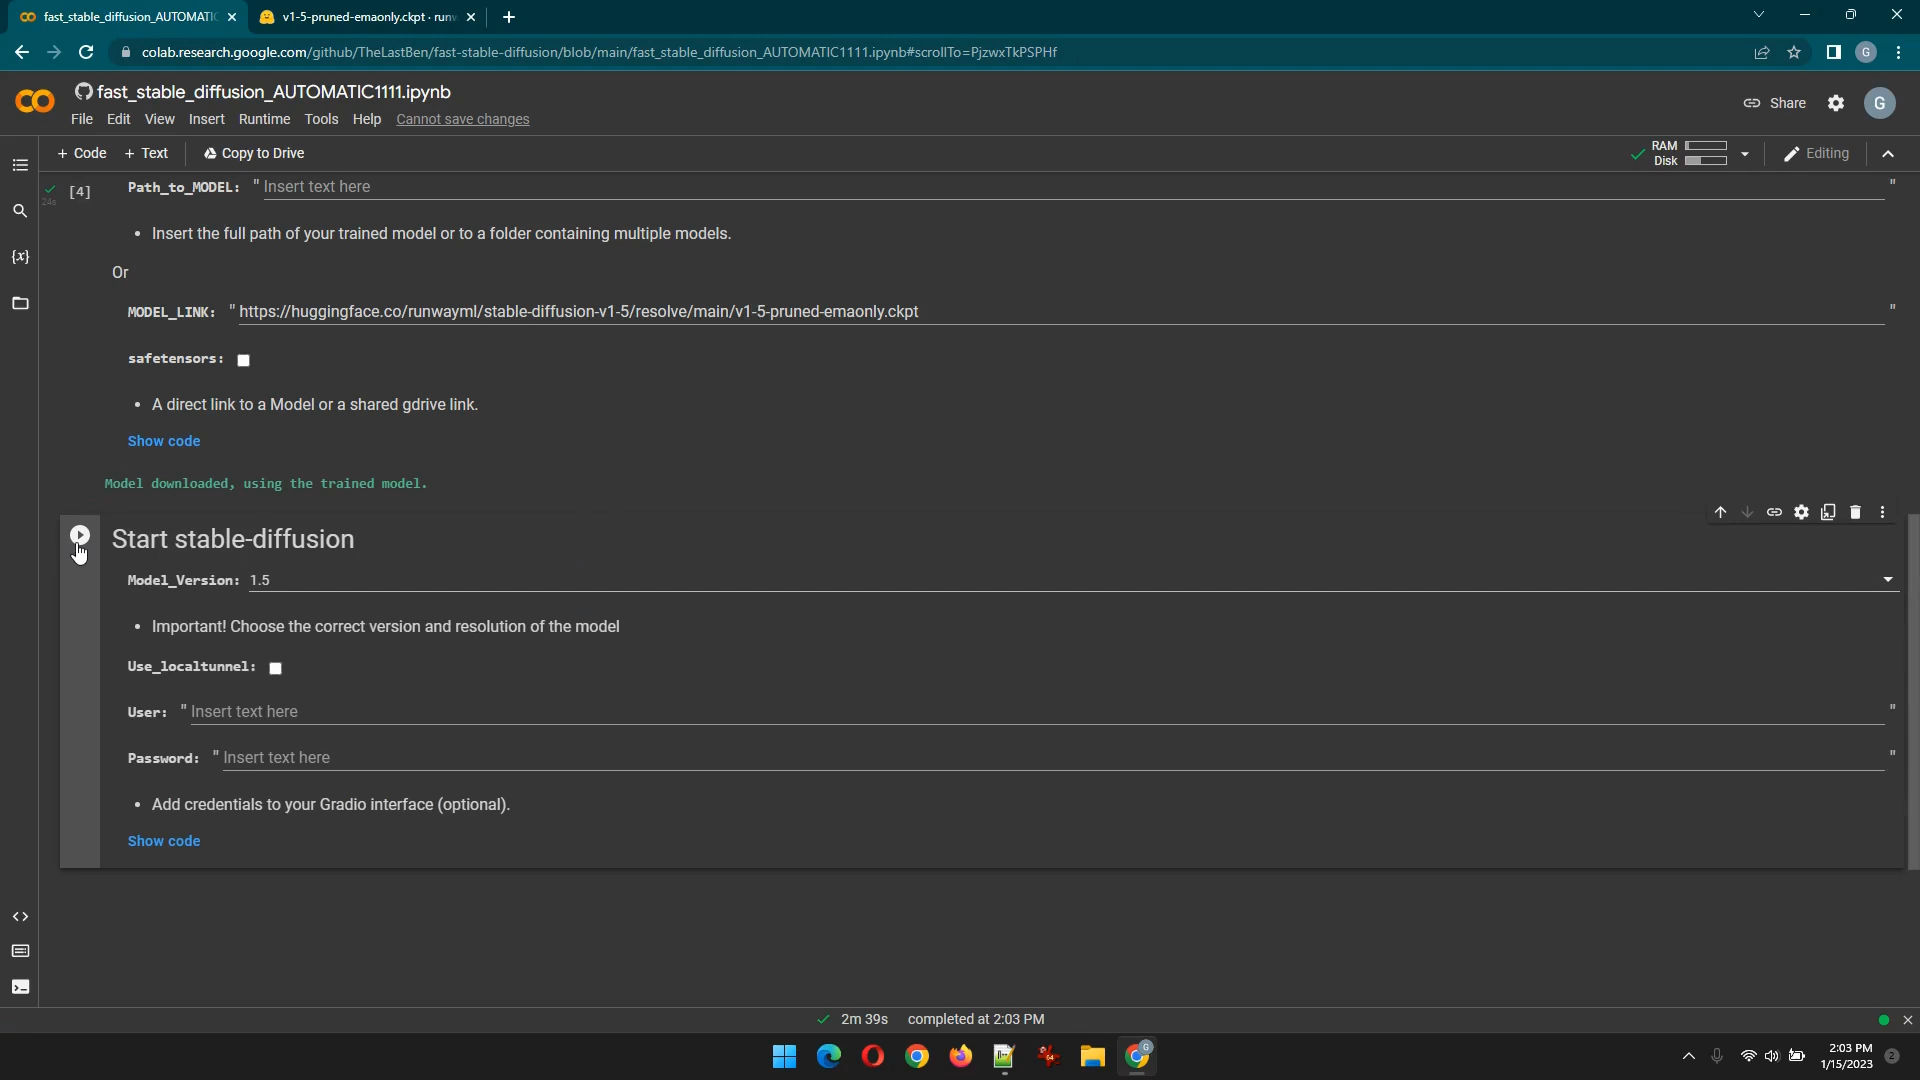 fast_stable_diffusion_AUTOMATIC
v1-5-pruned-emaonly.ckpt · runw
colab.research.google.com/github/TheLastBen/fast-stable-diffusion/blob/main/fast_stable_diffusion_AUTOMATIC1111.ipynb#scrollTo=PjzwxTkPSPHf
G
fast_stable_diffusion_AUTOMATIC1111.ipynb
File Edit View Insert Runtime Tools Help Cannot save changes
Share
G
+ Code + Text Copy to Drive
RAM
Disk
Editing
{x}
24s
[4]
Path_to_MODEL: " Insert text here "
• Insert the full path of your trained model or to a folder containing multiple models.
Or
MODEL_LINK: " https://huggingface.co/runwayml/stable-diffusion-v1-5/resolve/main/v1-5-pruned-emaonly.ckpt "
safetensors:
• A direct link to a Model or a shared gdrive link.
Show code
Model downloaded, using the trained model.
Start stable-diffusion
Model_Version: 1.5
• Important! Choose the correct version and resolution of the model
Use_localtunnel:
User: " Insert text here "
Password: " Insert text here "
• Add credentials to your Gradio interface (optional).
Show code
2m 39s completed at 2:03 PM
G
2:03 PM
1/15/2023
2